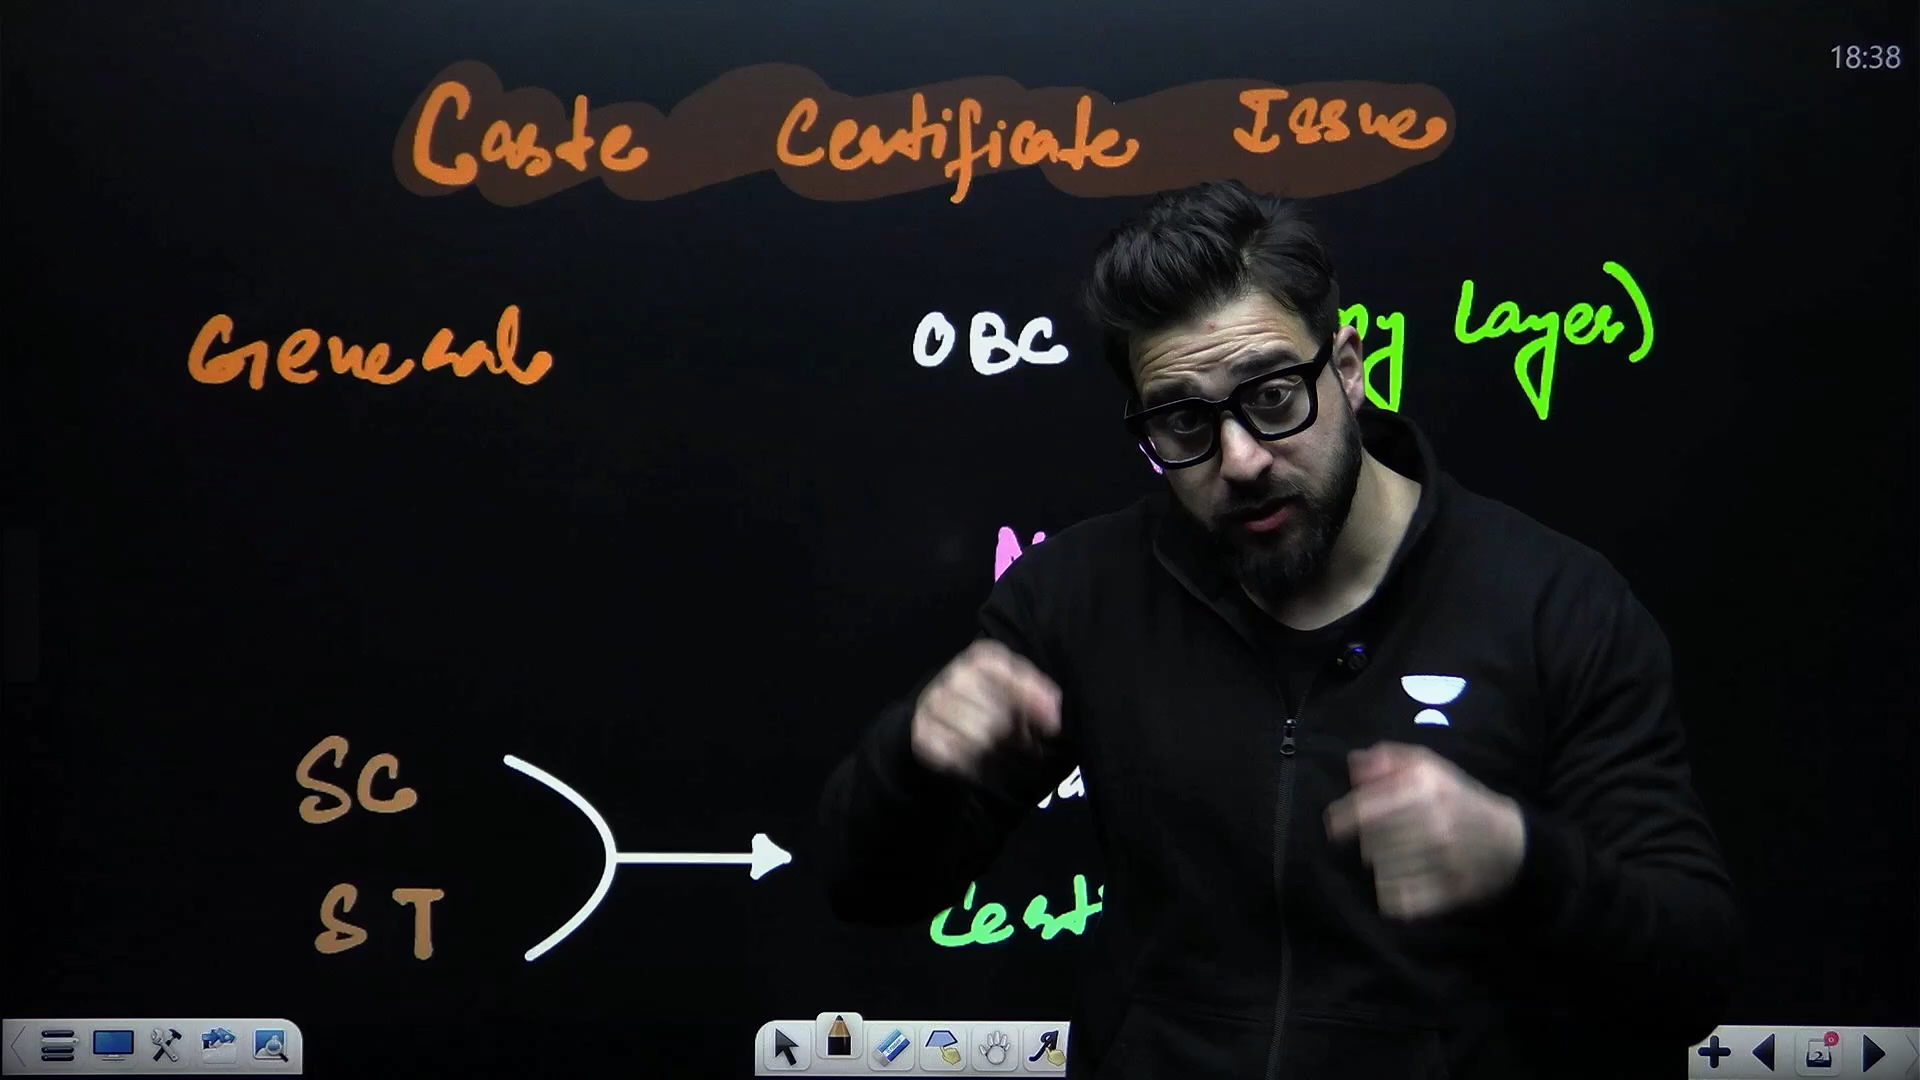 18:38
Caste Certificate Issue
General OBC Layer)
SC
ST